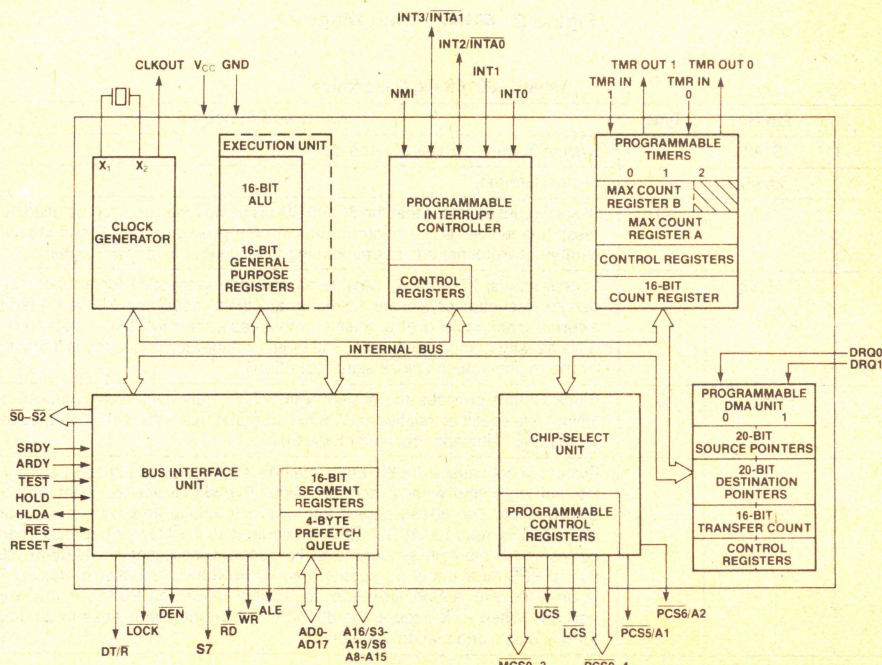 INT3/INTA1
INT2/INTA0
CLKOUT VCC GND
INT1
TMR OUT 1 TMR OUT 0
TMR IN TMR IN
1 0
NMI
INT0
X1 X2
CLOCK
GENERATOR
EXECUTION UNIT
16-BIT
ALU
16-BIT
GENERAL
PURPOSE
REGISTERS
PROGRAMMABLE
INTERRUPT
CONTROLLER
CONTROL
REGISTERS
PROGRAMMABLE
TIMERS
0 1 2
MAX COUNT
REGISTER B
MAX COUNT
REGISTER A
CONTROL REGISTERS
16-BIT
COUNT REGISTER
INTERNAL BUS
DRQ0
DRQ1
PROGRAMMABLE
DMA UNIT
0 1
20-BIT
SOURCE POINTERS
20-BIT
DESTINATION
POINTERS
16-BIT
TRANSFER COUNT
CONTROL
REGISTERS
S0-S2
SRDY
ARDY
TEST
HOLD
HLDA
RES
RESET
BUS INTERFACE
UNIT
16-BIT
SEGMENT
REGISTERS
4-BYTE
PREFETCH
QUEUE
CHIP-SELECT
UNIT
PROGRAMMABLE
CONTROL
REGISTERS
DT/R
LOCK
DEN
S7
RD
WR
ALE
AD0-
AD17
A16/S3-
A19/S6
A8-A15
UCS
LCS
PCS5/A1
PCS6/A2
MCS0-3
PCS0-4